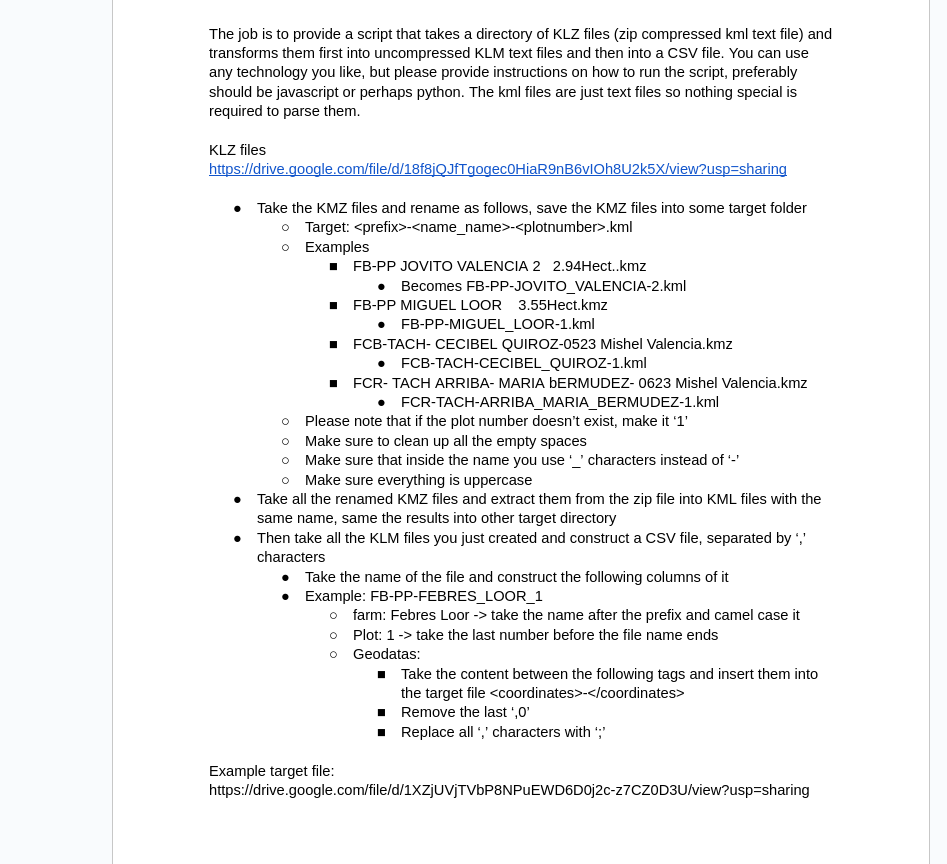 The job is to provide a script that takes a directory of KLZ files (zip compressed kml text file) and
transforms them first into uncompressed KLM text files and then into a CSV file. You can use
any technology you like, but please provide instructions on how to run the script, preferably
should be javascript or perhaps python. The kml files are just text files so nothing special is
required to parse them.
KLZ files
https://drive.google.com/file/d/18f8jQJfTgogec0HiaR9nB6vIOh8U2k5X/view?usp=sharing
● Take the KMZ files and rename as follows, save the KMZ files into some target folder
○ Target: <prefix>-<name_name>-<plotnumber>.kml
○ Examples
■ FB-PP JOVITO VALENCIA 2   2.94Hect..kmz
● Becomes FB-PP-JOVITO_VALENCIA-2.kml
■ FB-PP MIGUEL LOOR    3.55Hect.kmz
● FB-PP-MIGUEL_LOOR-1.kml
■ FCB-TACH- CECIBEL QUIROZ-0523 Mishel Valencia.kmz
● FCB-TACH-CECIBEL_QUIROZ-1.kml
■ FCR- TACH ARRIBA- MARIA bERMUDEZ- 0623 Mishel Valencia.kmz
● FCR-TACH-ARRIBA_MARIA_BERMUDEZ-1.kml
○ Please note that if the plot number doesn’t exist, make it ‘1’
○ Make sure to clean up all the empty spaces
○ Make sure that inside the name you use ‘_’ characters instead of ‘-’
○ Make sure everything is uppercase
● Take all the renamed KMZ files and extract them from the zip file into KML files with the
same name, same the results into other target directory
● Then take all the KLM files you just created and construct a CSV file, separated by ‘,’
characters
● Take the name of the file and construct the following columns of it
● Example: FB-PP-FEBRES_LOOR_1
○ farm: Febres Loor -> take the name after the prefix and camel case it
○ Plot: 1 -> take the last number before the file name ends
○ Geodatas:
■ Take the content between the following tags and insert them into
the target file <coordinates>-</coordinates>
■ Remove the last ‘,0’
■ Replace all ‘,’ characters with ‘;’
Example target file:
https://drive.google.com/file/d/1XZjUVjTVbP8NPuEWD6D0j2c-z7CZ0D3U/view?usp=sharing